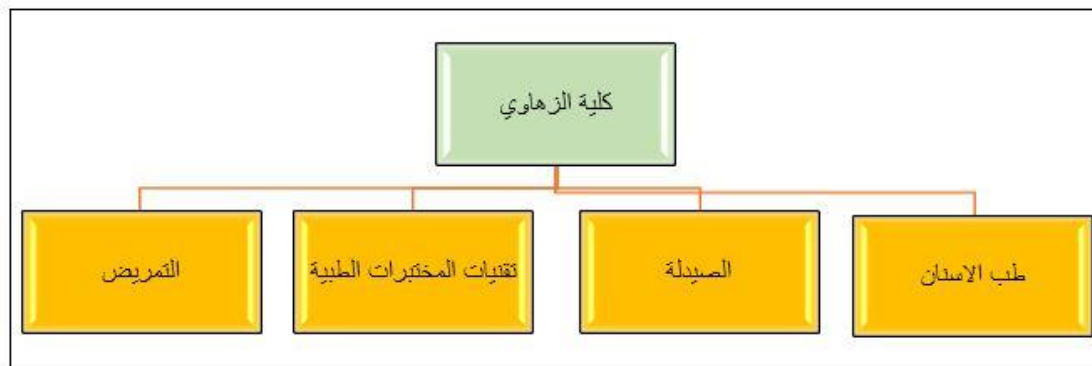 كلية الزهاوي
طب الاسنان
الصيدلة
تقنيات المختبرات الطبية
التمريض